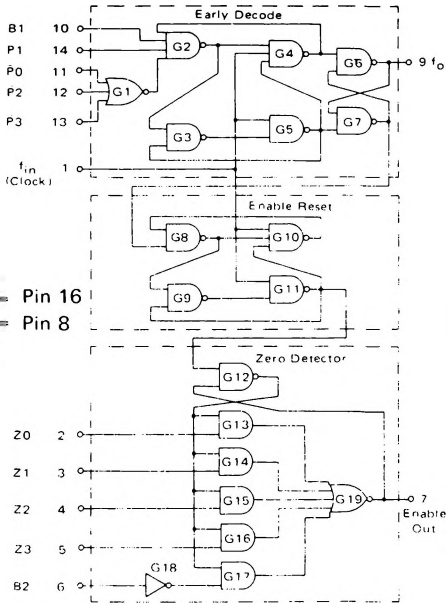 Early Decode
B1 10
P1 14
P0 11
P2 12
P3 13
fin 1
(Clock)
G1
G2
G3
G4
G5
G6
G7
9 fo
Enable Reset
G8
G9
G10
G11
= Pin 16
= Pin 8
Zero Detector
G12
G13
G14
G15
G16
G17
G18
G19
Z0 2
Z1 3
Z2 4
Z3 5
B2 6
7
Enable
Out